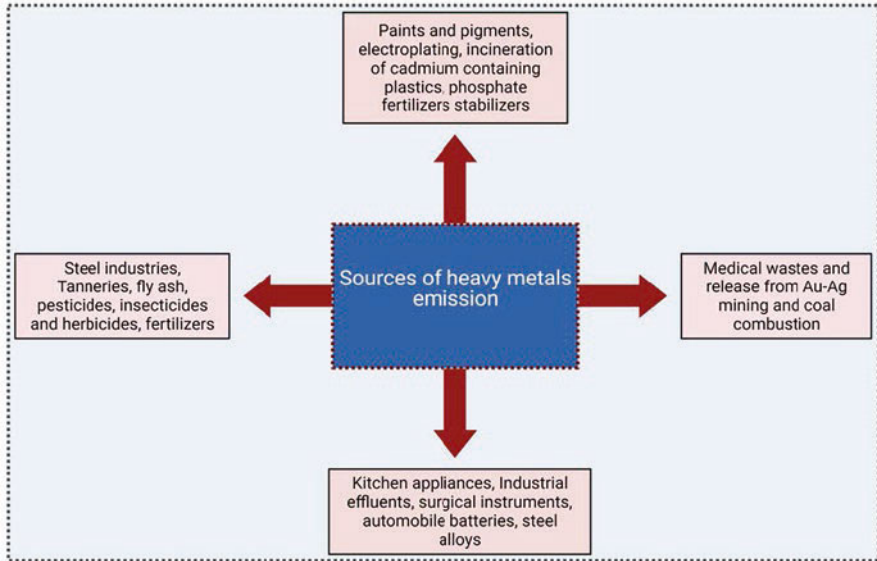 Paints and pigments,
electroplating, incineration
of cadmium containing
plastics, phosphate
fertilizers stabilizers
Steel industries,
Tanneries, fly ash,
pesticides, insecticides
and herbicides, fertilizers
Sources of heavy metals
emission
Medical wastes and
release from Au-Ag
mining and coal
combustion
Kitchen appliances, Industrial
effluents, surgical instruments,
automobile batteries, steel
alloys